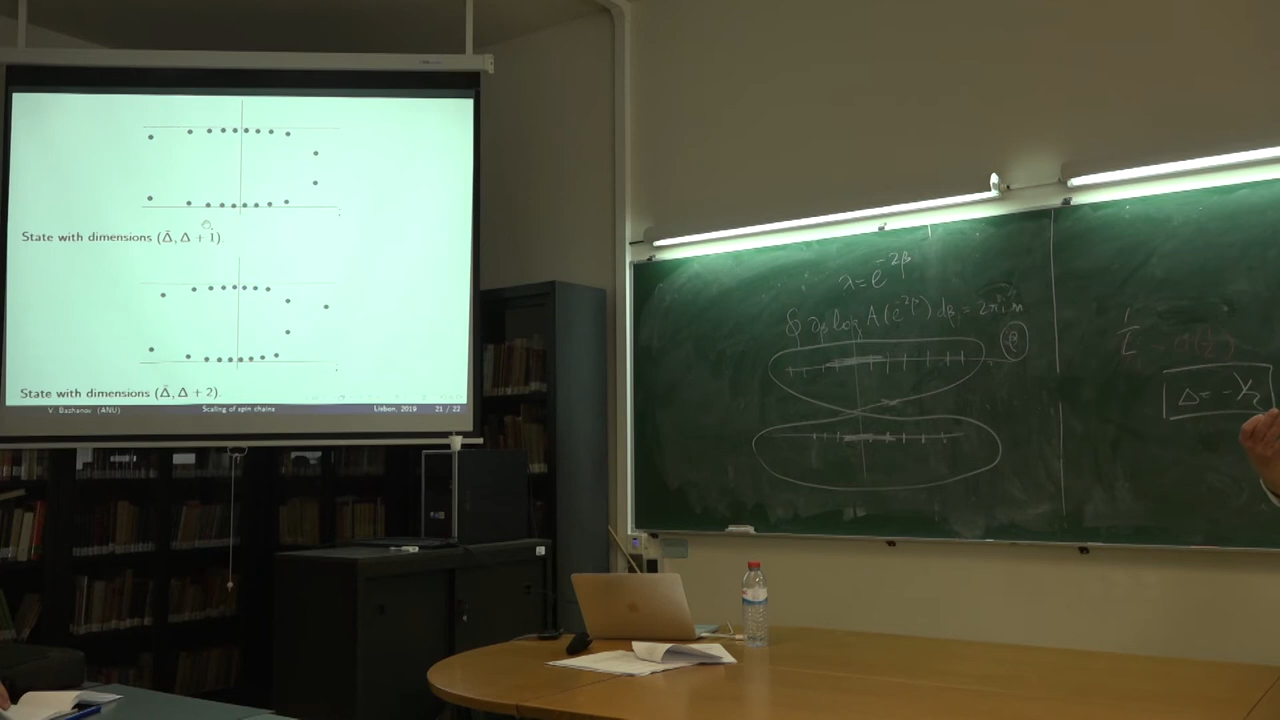 State with dimensions (Δ̄, Δ + 1).
State with dimensions (Δ̄, Δ + 2).
V. Bazhanov (ANU) Scaling of spin chains Lisbon, 2019 21 / 22
λ = e^{-2β}
∮ ∂_β log A(e^{-2β}) dβ = 2πi
1/L
Δ = -1/2